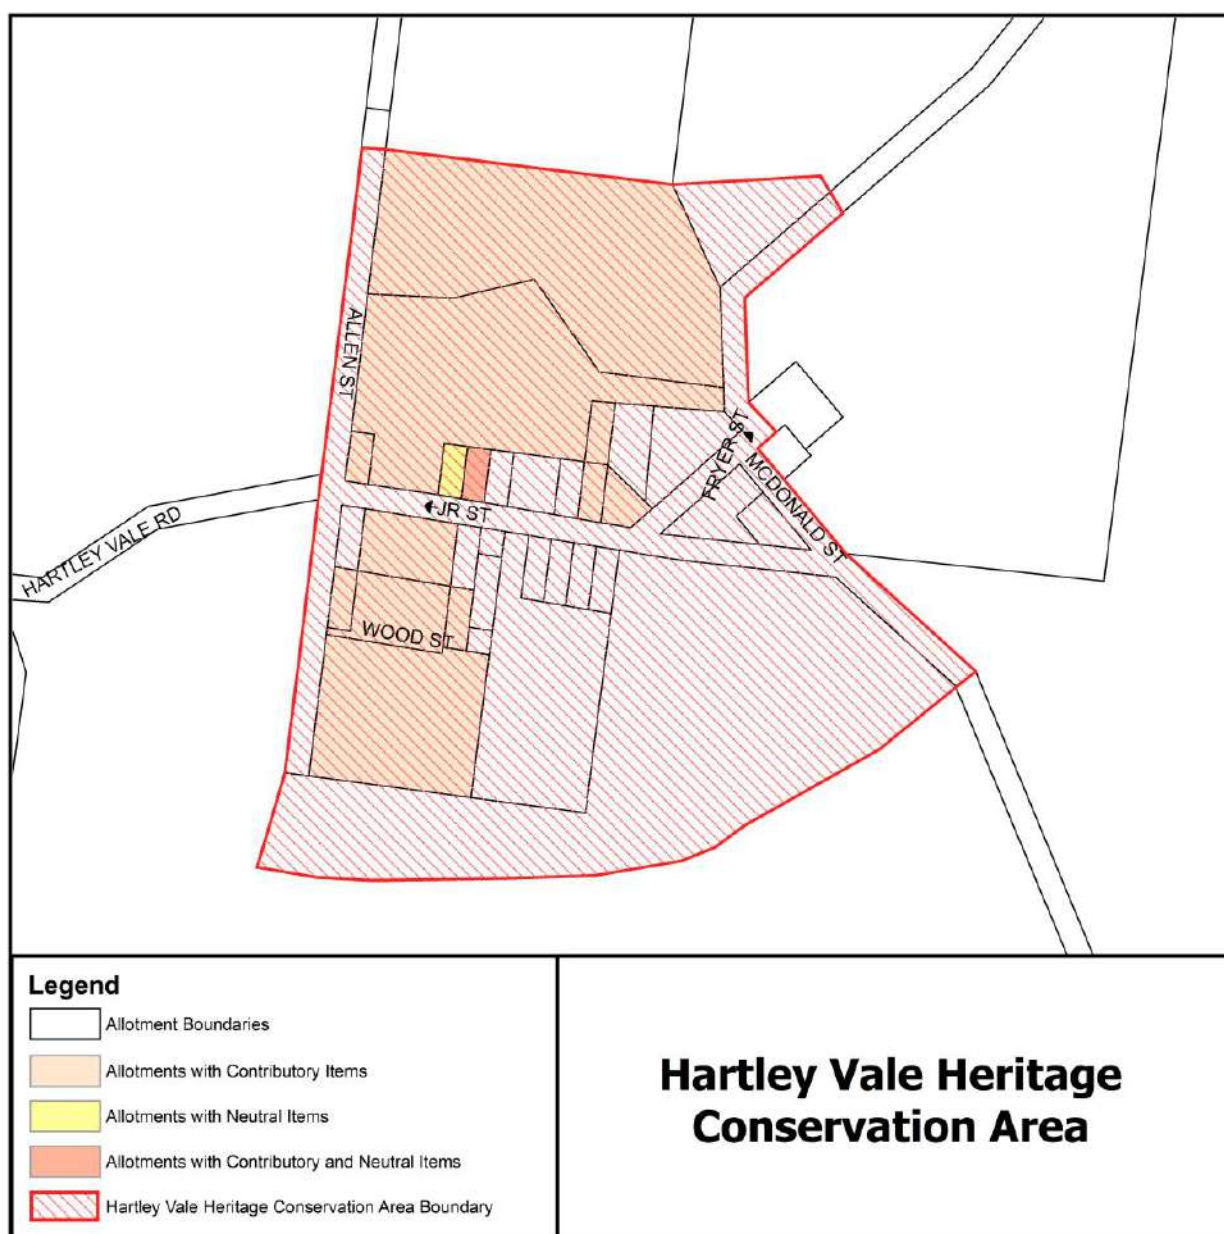 ALLEN ST
FRYER ST
MCDONALD ST
JR ST
HARTLEY VALE RD
WOOD ST
Legend
Allotment Boundaries
Allotments with Contributory Items
Allotments with Neutral Items
Allotments with Contributory and Neutral Items
Hartley Vale Heritage Conservation Area Boundary
Hartley Vale Heritage
Conservation Area